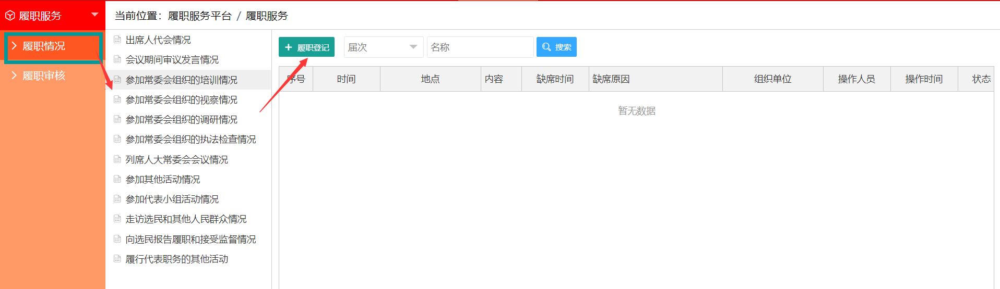 履职服务
当前位置：履职服务平台 / 履职服务
履职情况
履职审核
出席人代会情况
会议期间审议发言情况
参加常委会组织的培训情况
参加常委会组织的视察情况
参加常委会组织的调研情况
参加常委会组织的执法检查情况
列席人大常委会会议情况
参加其他活动情况
参加代表小组活动情况
走访选民和其他人民群众情况
向选民报告履职和接受监督情况
履行代表职务的其他活动
履职登记 届次 名称 搜索
序号 时间 地点 内容 缺席时间 缺席原因 组织单位 操作人员 操作时间 状态
暂无数据